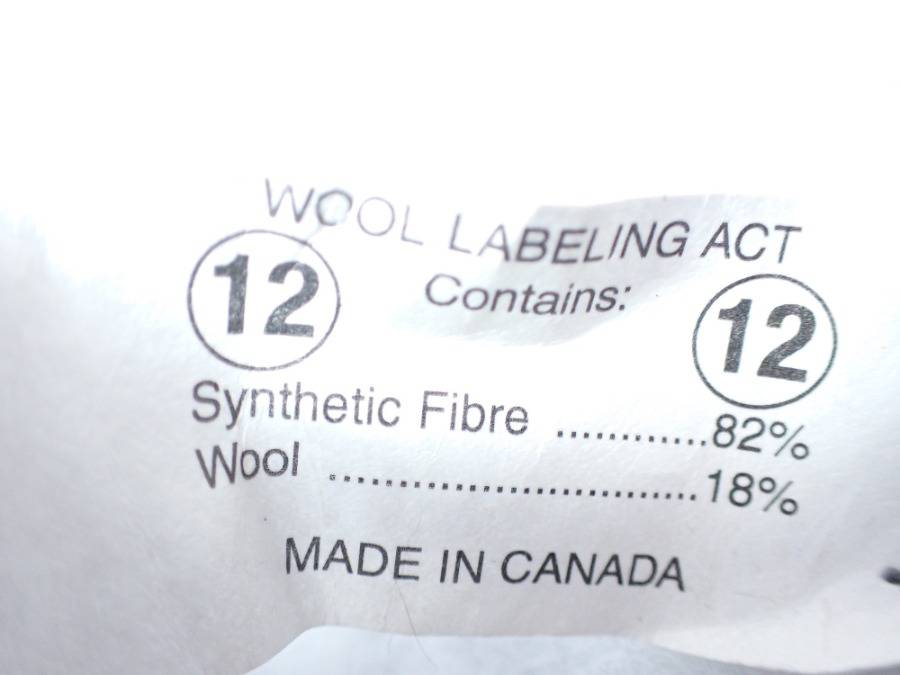 WOOL LABELING ACT
12 Contains: 12
Synthetic Fibre ............82%
Wool ............................18%
MADE IN CANADA